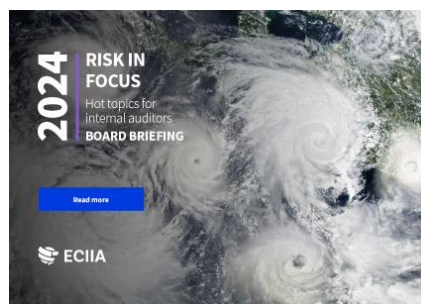 2024
RISK IN
FOCUS
Hot topics for
internal auditors
BOARD BRIEFING
Read more
ECIIA